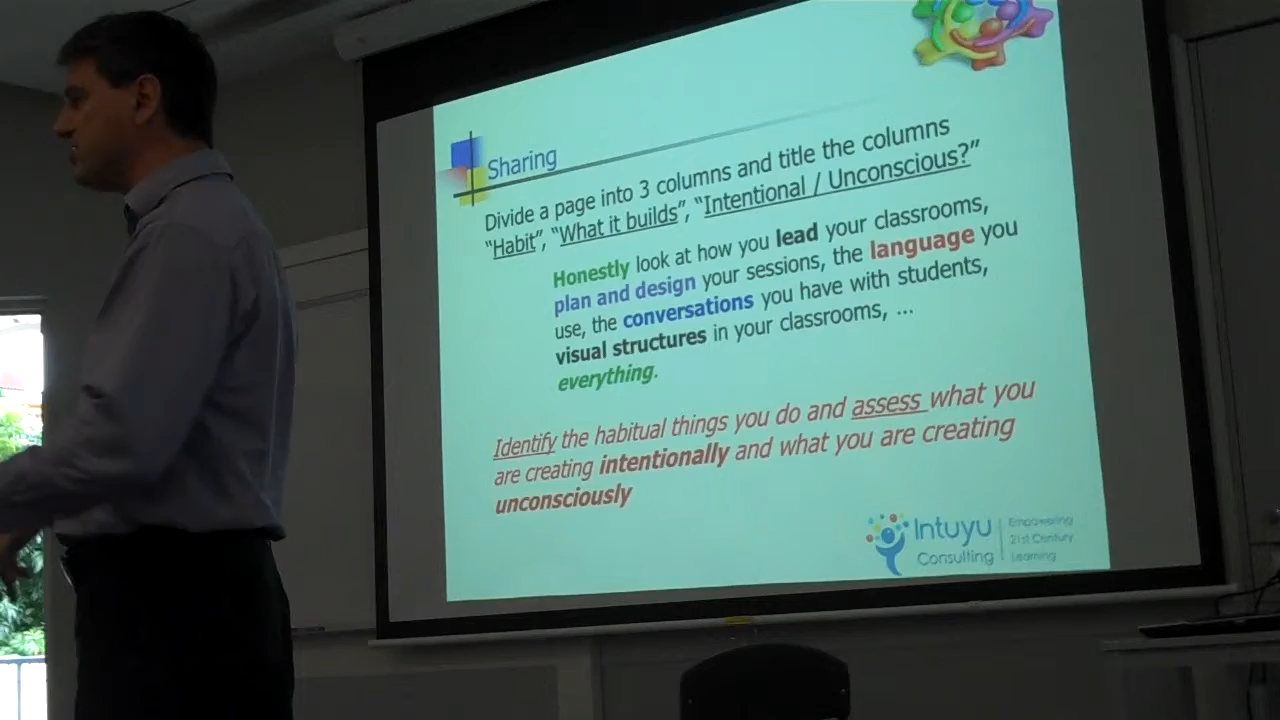 Sharing
Divide a page into 3 columns and title the columns
“Habit”, “What it builds”, “Intentional / Unconscious?”
Honestly look at how you lead your classrooms,
plan and design your sessions, the language you
use, the conversations you have with students,
visual structures in your classrooms, ...
everything.
Identify the habitual things you do and assess what you
are creating intentionally and what you are creating
unconsciously
Intuyu
Consulting
Empowering
21st Century
Learning